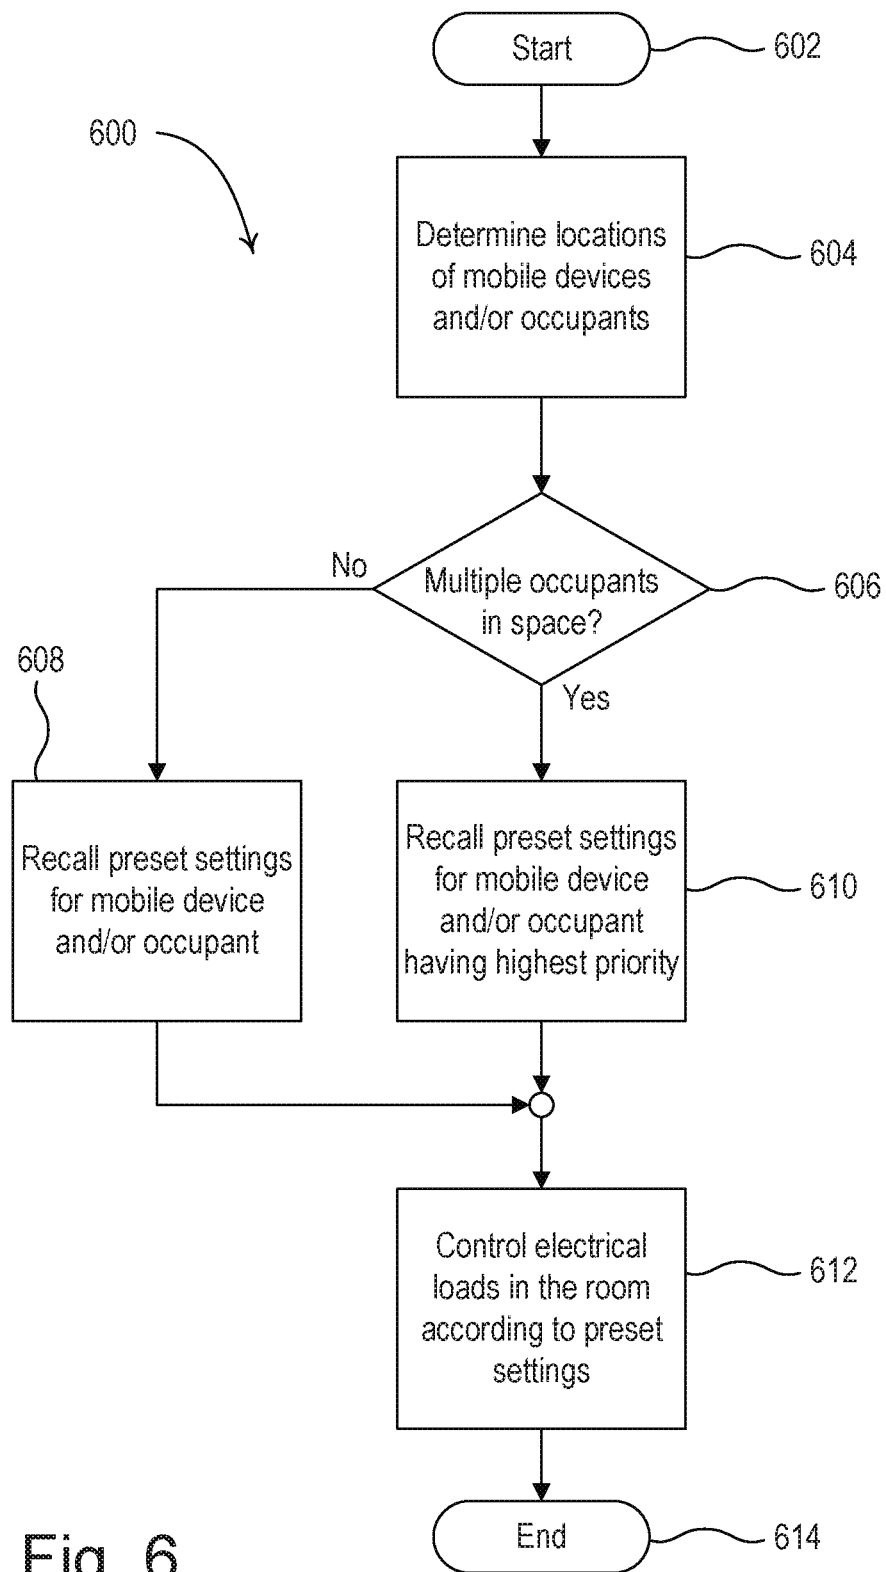 Start
602
600
Determine locations
of mobile devices
and/or occupants
604
No
Multiple occupants
in space?
606
Yes
608
Recall preset settings
for mobile device
and/or occupant
Recall preset settings
for mobile device
and/or occupant
having highest priority
610
Control electrical
loads in the room
according to preset
settings
612
End
614
Fig. 6